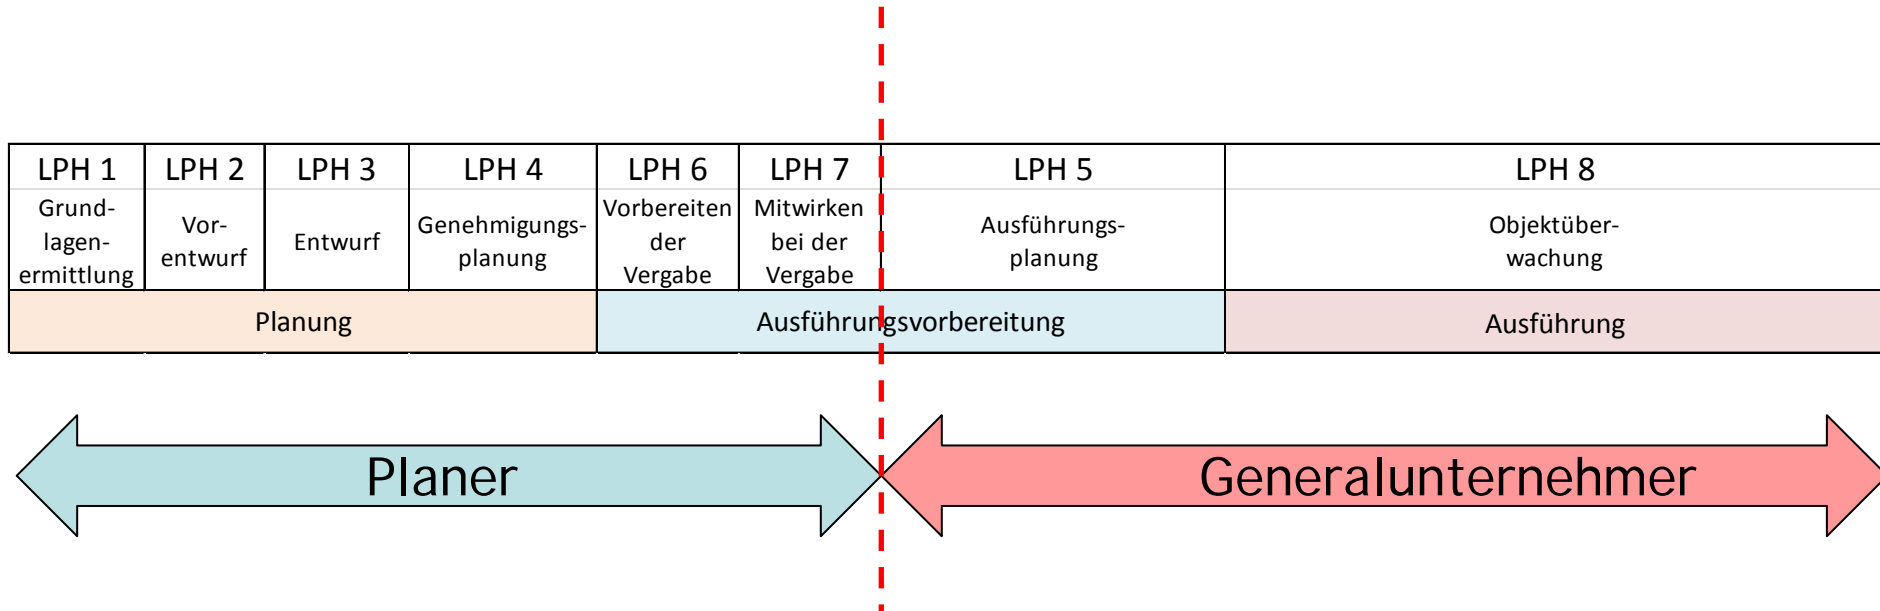 LPH 1
LPH 2
LPH 3
LPH 4
LPH 6
LPH 7
LPH 5
LPH 8
Grund-
lagen-
ermittlung
Vor-
entwurf
Entwurf
Genehmigungs-
planung
Vorbereiten
der
Vergabe
Mitwirken
bei der
Vergabe
Ausführungs-
planung
Objektüber-
wachung
Planung
Ausführungsvorbereitung
Ausführung
Planer
Generalunternehmer